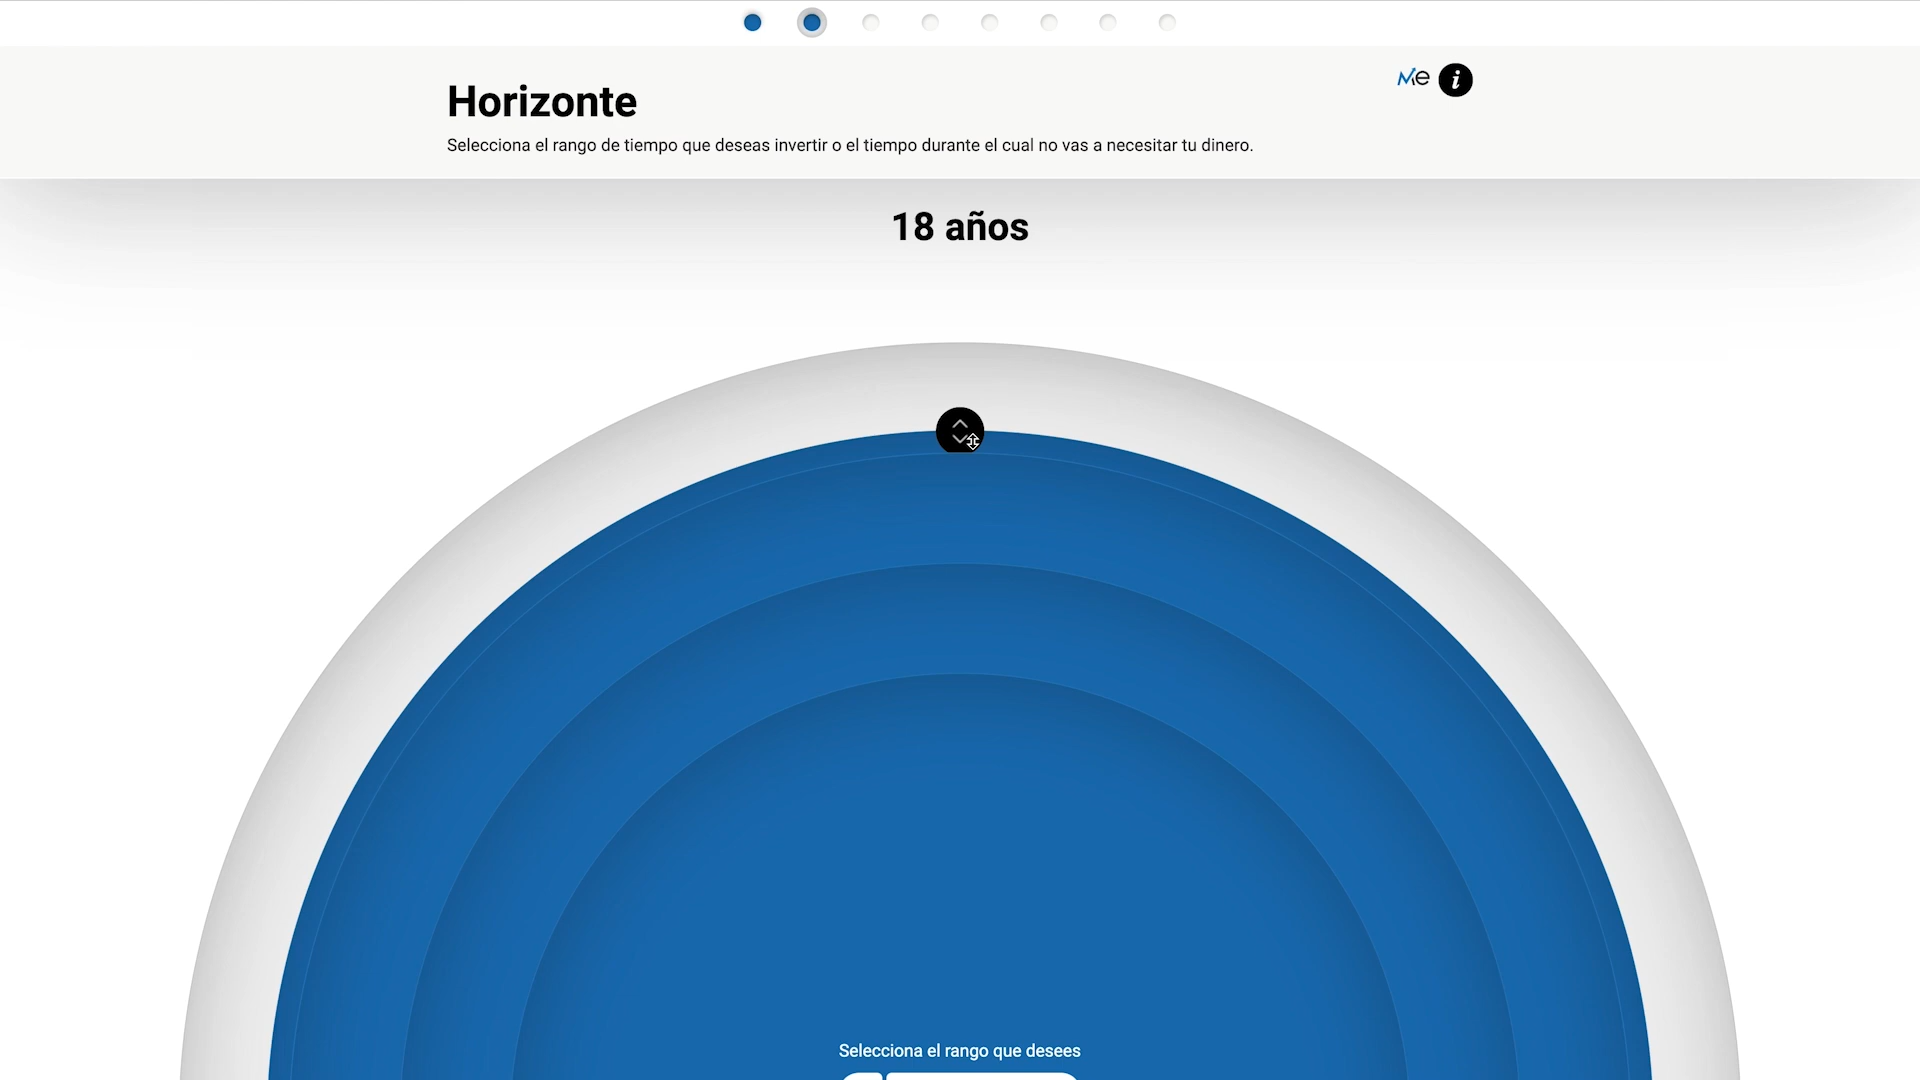 Me i
Horizonte
Selecciona el rango de tiempo que deseas invertir o el tiempo durante el cual no vas a necesitar tu dinero.
18 años
Selecciona el rango que desees